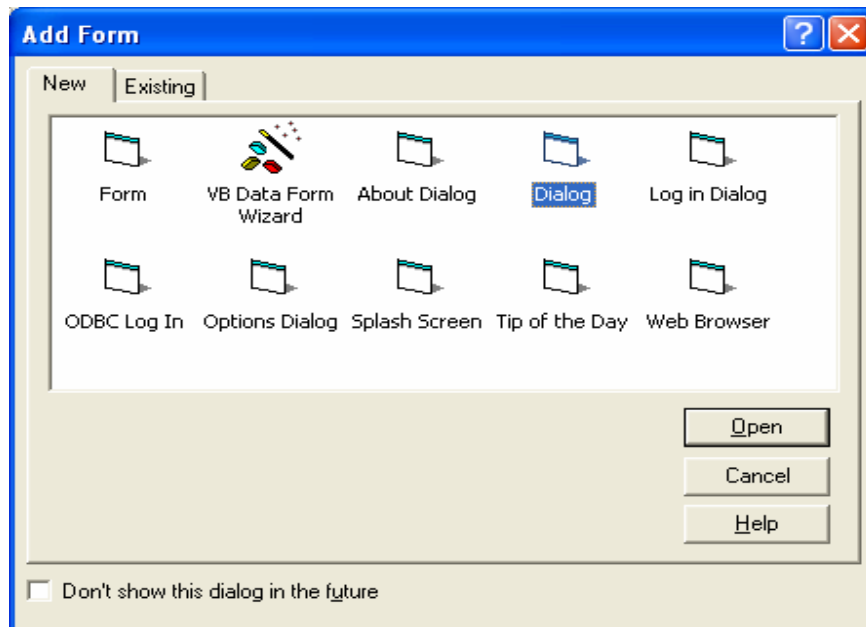 Add Form
New Existing
Form VB Data Form Wizard About Dialog Dialog Log in Dialog
ODBC Log In Options Dialog Splash Screen Tip of the Day Web Browser
Open
Cancel
Help
Don't show this dialog in the future